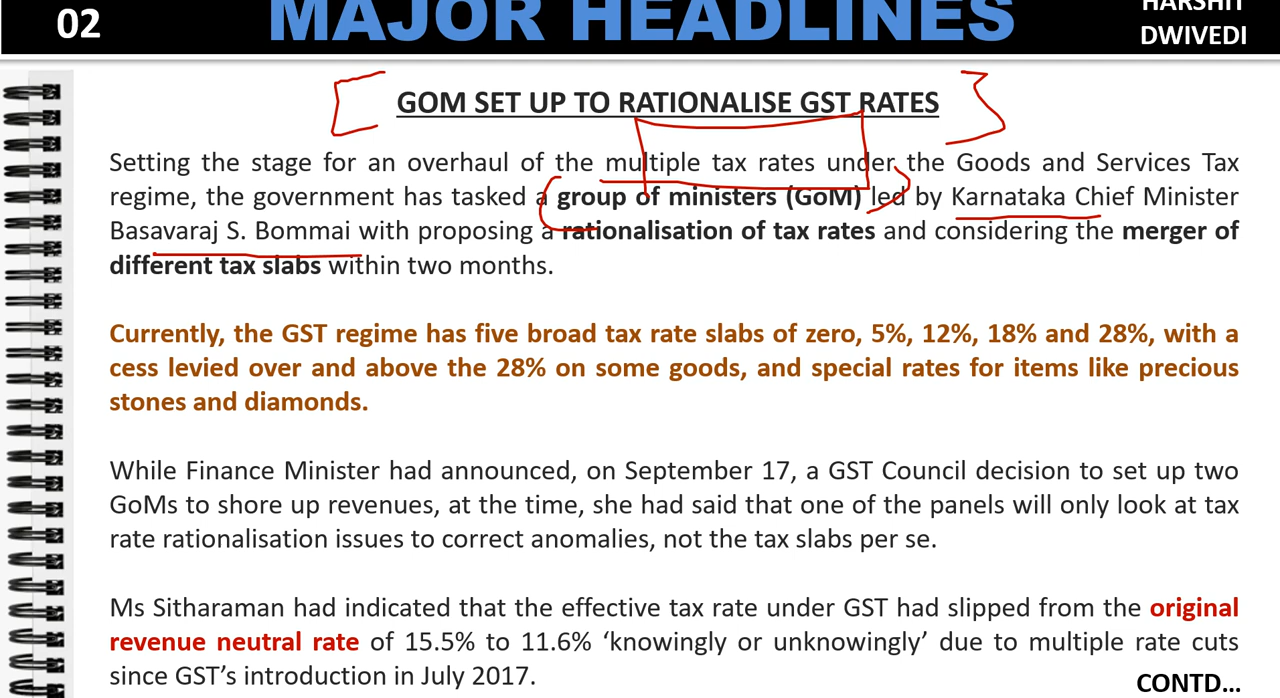 02
MAJOR HEADLINES
HARSHIT
DWIVEDI
GOM SET UP TO RATIONALISE GST RATES
Setting the stage for an overhaul of the multiple tax rates under the Goods and Services Tax
regime, the government has tasked a group of ministers (GoM) led by Karnataka Chief Minister
Basavaraj S. Bommai with proposing a rationalisation of tax rates and considering the merger of
different tax slabs within two months.
Currently, the GST regime has five broad tax rate slabs of zero, 5%, 12%, 18% and 28%, with a
cess levied over and above the 28% on some goods, and special rates for items like precious
stones and diamonds.
While Finance Minister had announced, on September 17, a GST Council decision to set up two
GoMs to shore up revenues, at the time, she had said that one of the panels will only look at tax
rate rationalisation issues to correct anomalies, not the tax slabs per se.
Ms Sitharaman had indicated that the effective tax rate under GST had slipped from the original
revenue neutral rate of 15.5% to 11.6% ‘knowingly or unknowingly’ due to multiple rate cuts
since GST’s introduction in July 2017.
CONTD...